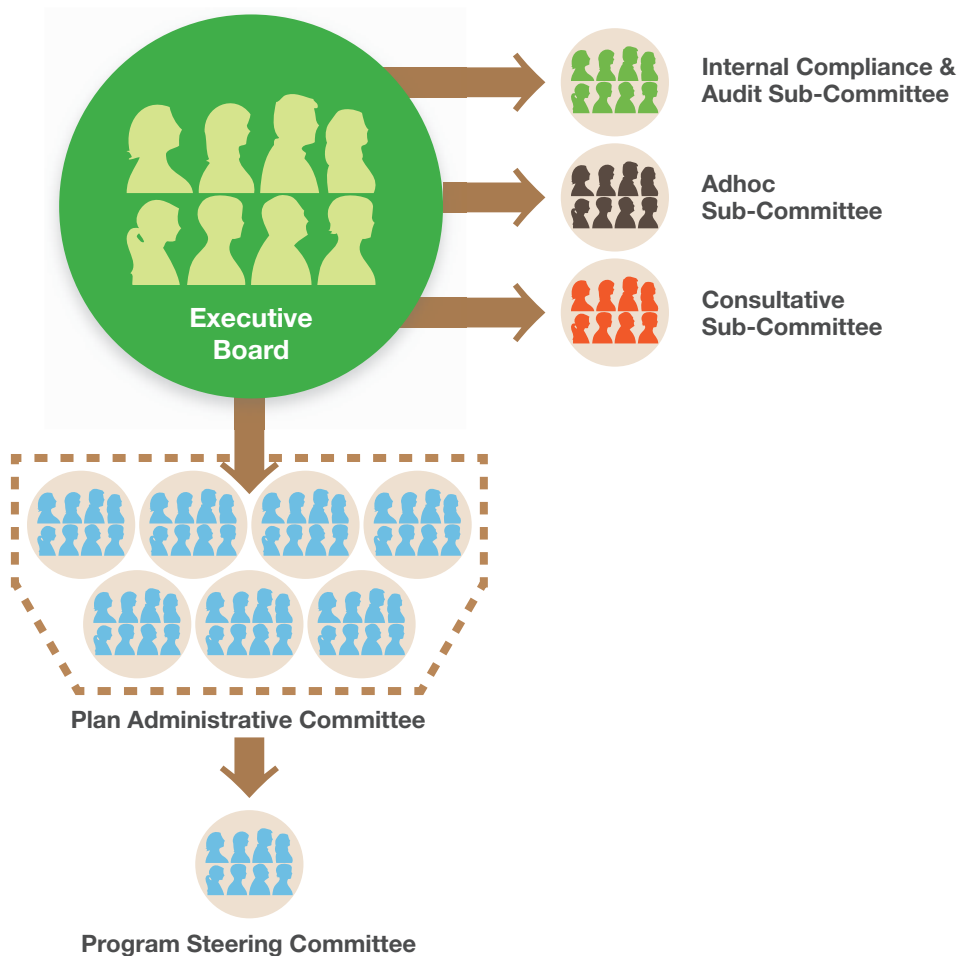 Internal Compliance &
Audit Sub-Committee
Adhoc
Sub-Committee
Consultative
Sub-Committee
Executive
Board
Plan Administrative Committee
Program Steering Committee